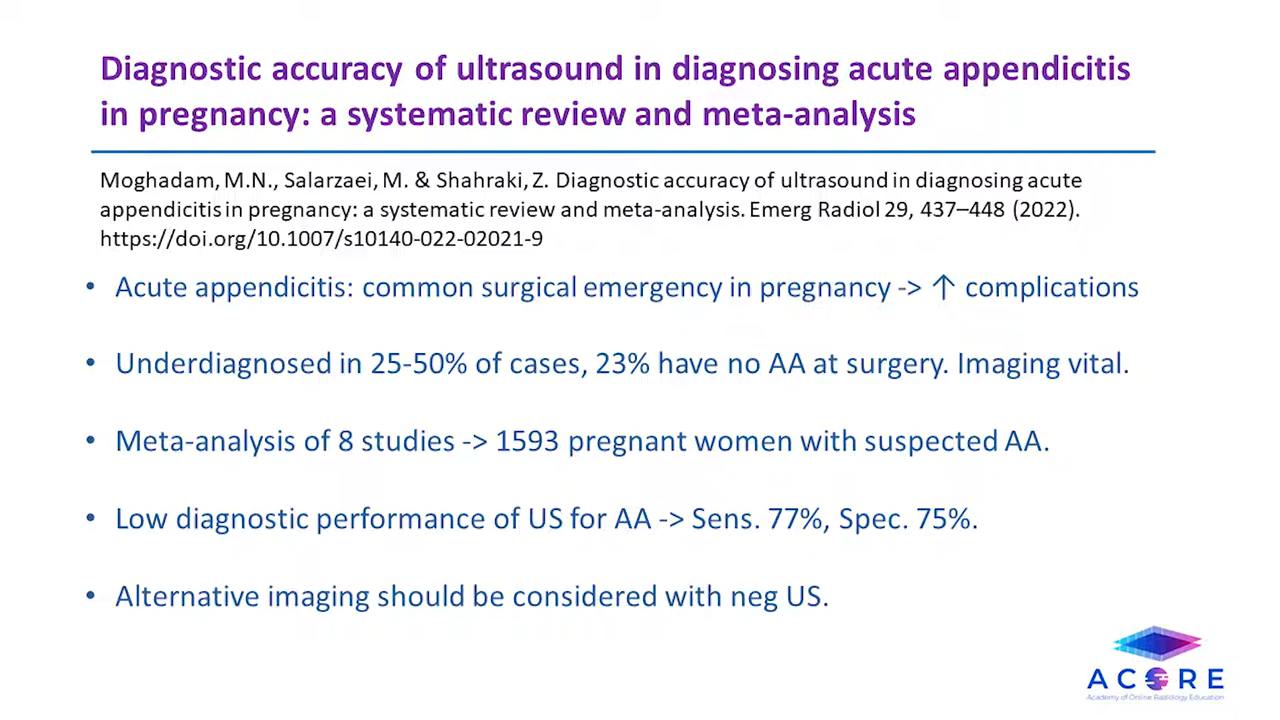 Diagnostic accuracy of ultrasound in diagnosing acute appendicitis
in pregnancy: a systematic review and meta-analysis
Moghadam, M.N., Salarzaei, M. & Shahraki, Z. Diagnostic accuracy of ultrasound in diagnosing acute
appendicitis in pregnancy: a systematic review and meta-analysis. Emerg Radiol 29, 437–448 (2022).
https://doi.org/10.1007/s10140-022-02021-9
• Acute appendicitis: common surgical emergency in pregnancy -> ↑ complications
• Underdiagnosed in 25-50% of cases, 23% have no AA at surgery. Imaging vital.
• Meta-analysis of 8 studies -> 1593 pregnant women with suspected AA.
• Low diagnostic performance of US for AA -> Sens. 77%, Spec. 75%.
• Alternative imaging should be considered with neg US.
ACORE
Academy of Online Radiology Education